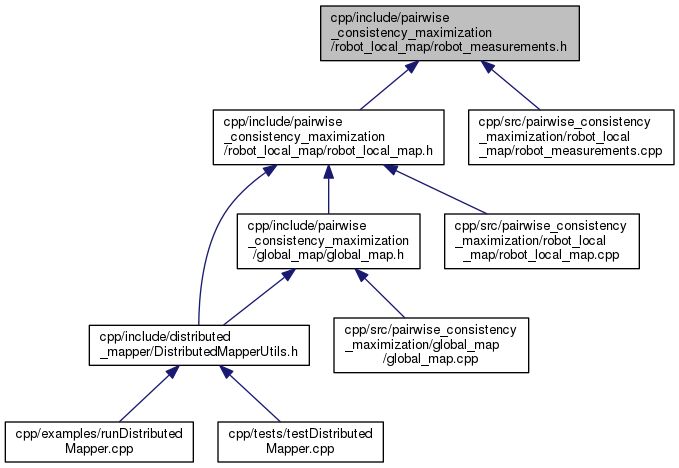 cpp/include/pairwise
_consistency_maximization
/robot_local_map/robot_measurements.h
cpp/include/pairwise
_consistency_maximization
/robot_local_map/robot_local_map.h
cpp/src/pairwise_consistency
_maximization/robot_local
_map/robot_measurements.cpp
cpp/include/pairwise
_consistency_maximization
/global_map/global_map.h
cpp/src/pairwise_consistency
_maximization/robot_local
_map/robot_local_map.cpp
cpp/include/distributed
_mapper/DistributedMapperUtils.h
cpp/src/pairwise_consistency
_maximization/global_map
/global_map.cpp
cpp/examples/runDistributed
Mapper.cpp
cpp/tests/testDistributed
Mapper.cpp